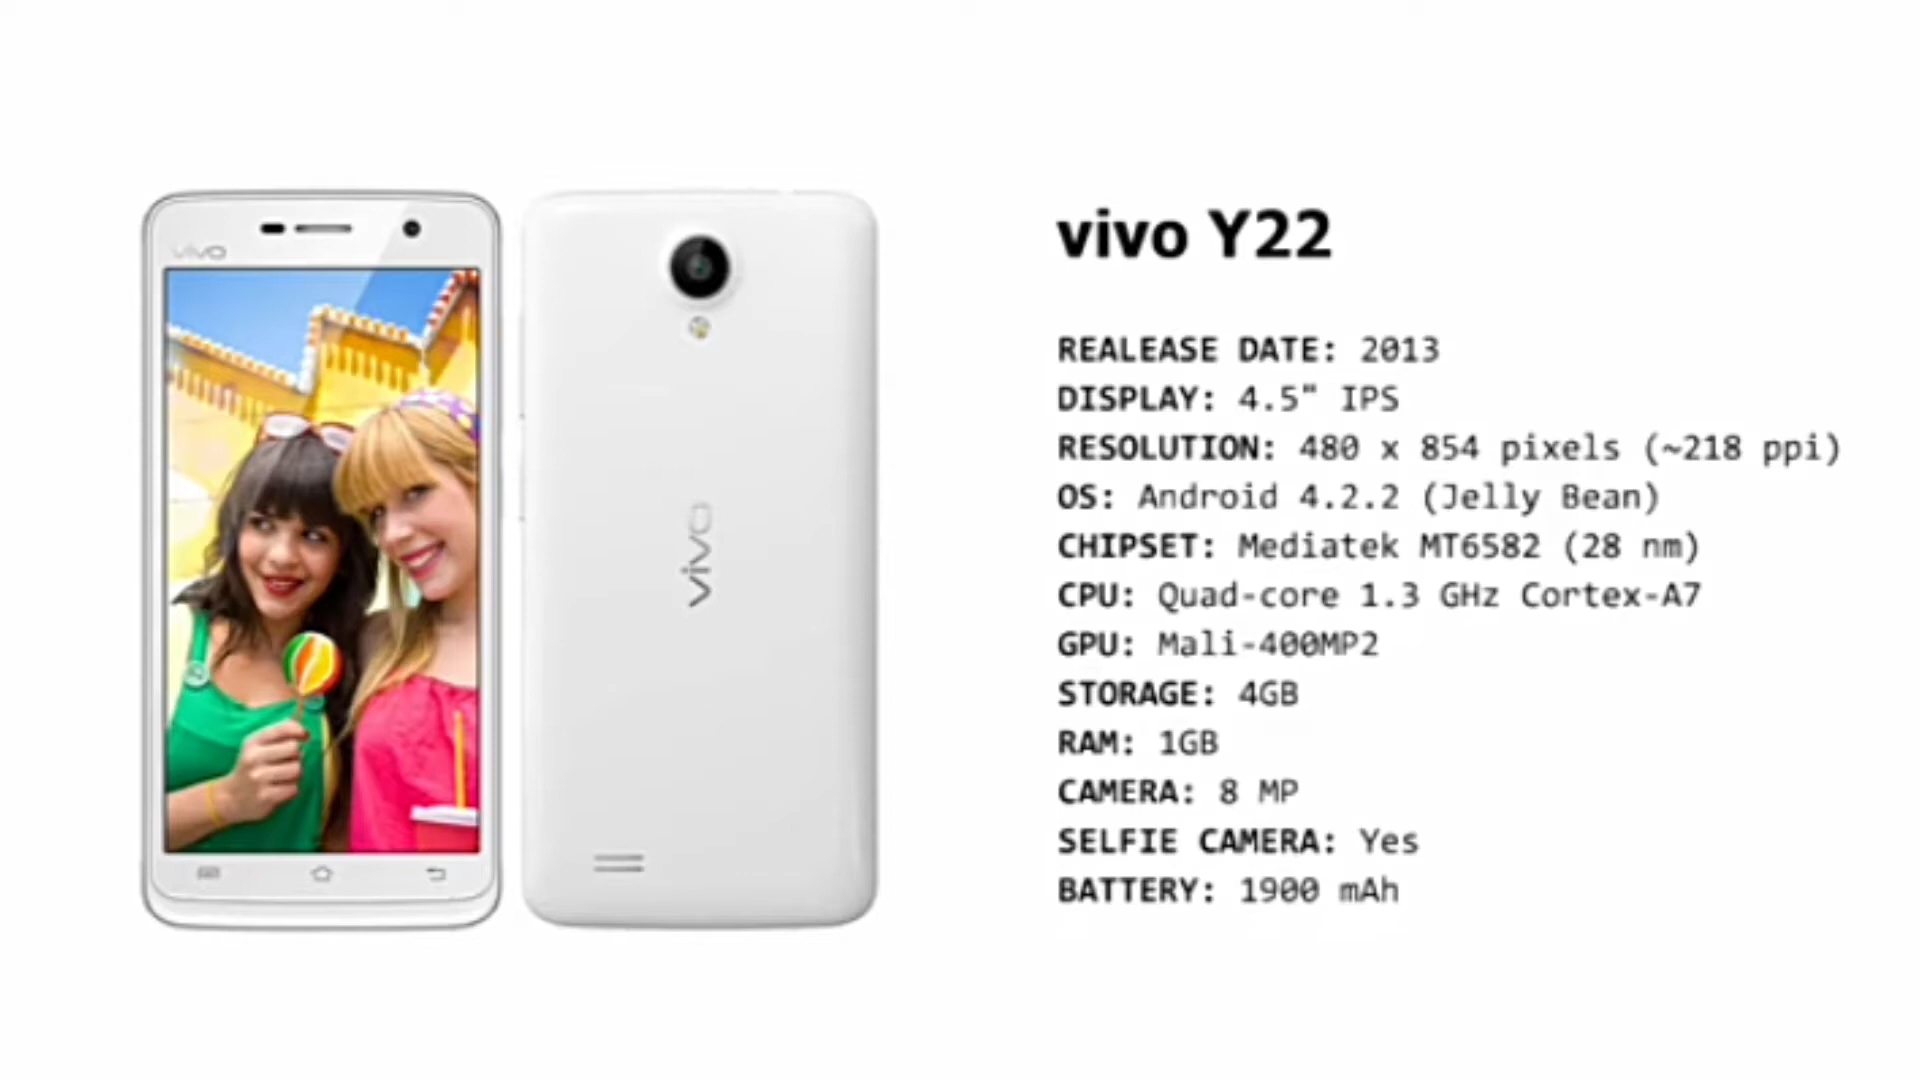 vivo
vivo
vivo Y22
REALEASE DATE: 2013
DISPLAY: 4.5" IPS
RESOLUTION: 480 x 854 pixels (~218 ppi)
OS: Android 4.2.2 (Jelly Bean)
CHIPSET: Mediatek MT6582 (28 nm)
CPU: Quad-core 1.3 GHz Cortex-A7
GPU: Mali-400MP2
STORAGE: 4GB
RAM: 1GB
CAMERA: 8 MP
SELFIE CAMERA: Yes
BATTERY: 1900 mAh